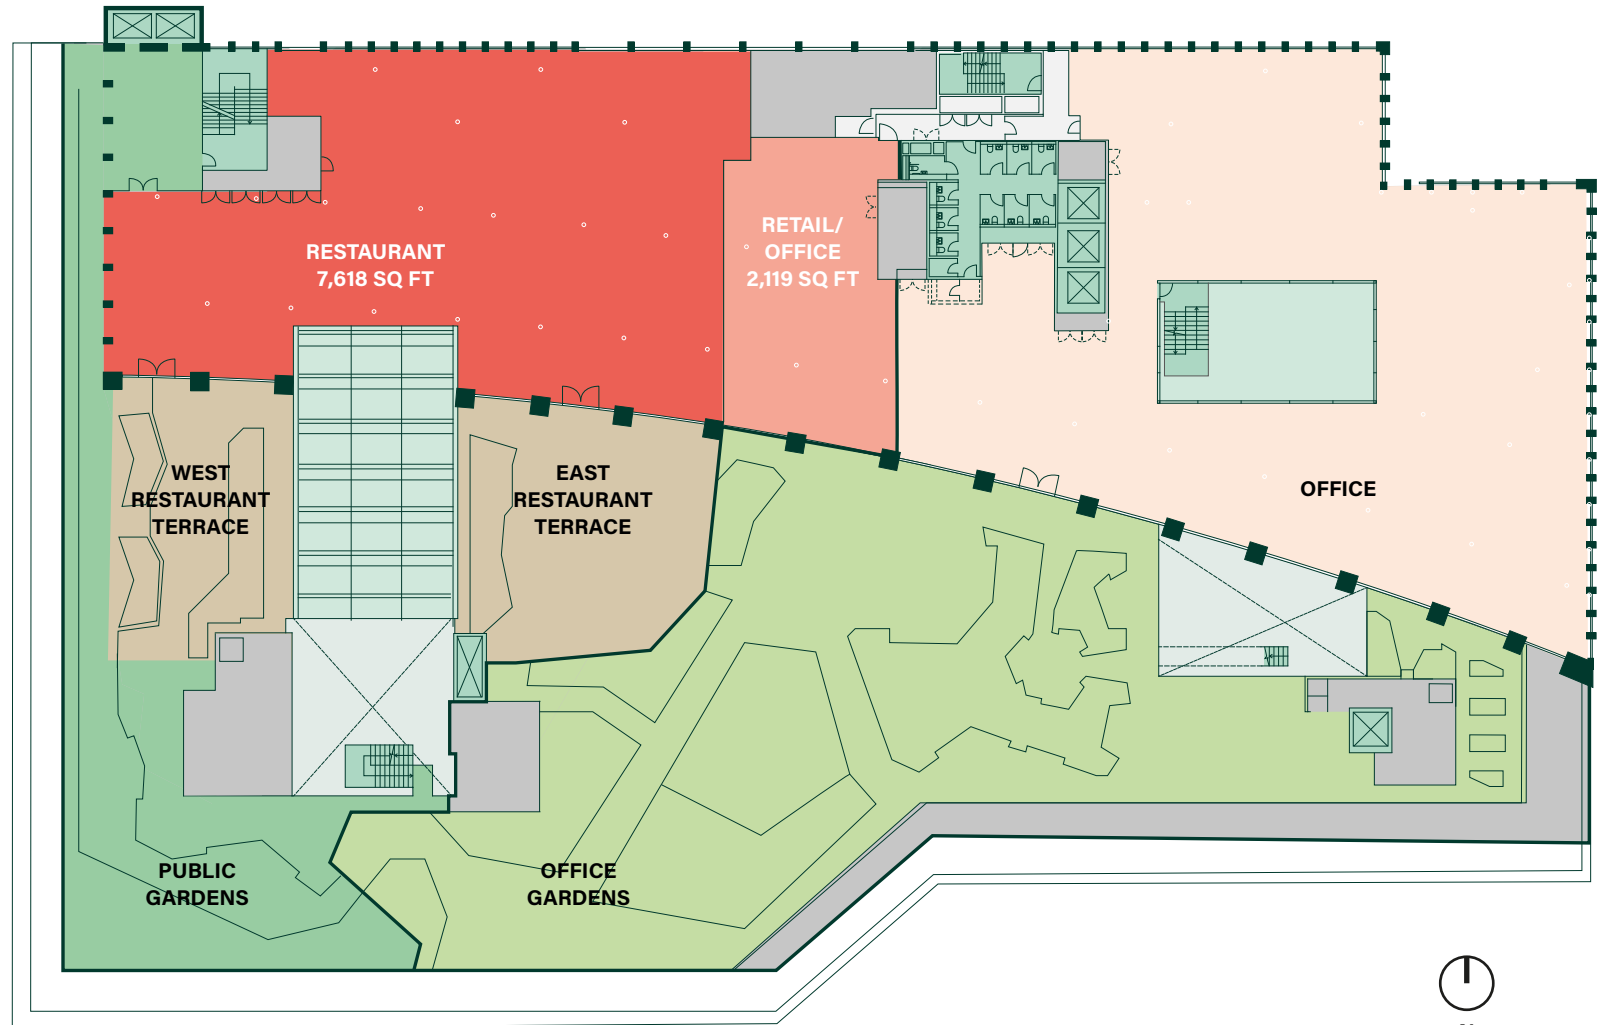 RESTAURANT
7,618 SQ FT
RETAIL/
OFFICE
2,119 SQ FT
WEST
RESTAURANT
TERRACE
EAST
RESTAURANT
TERRACE
OFFICE
PUBLIC
GARDENS
OFFICE
GARDENS